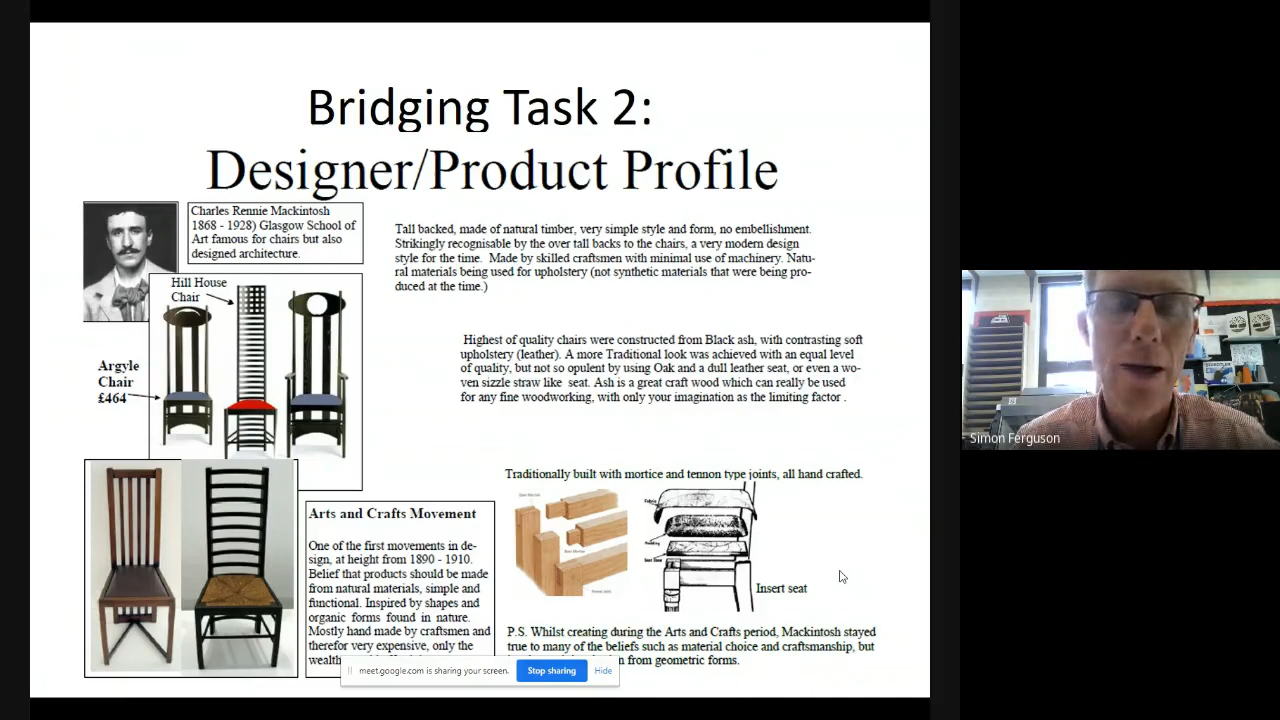 Bridging Task 2:
Designer/Product Profile
Charles Rennie Mackintosh
1868 - 1928) Glasgow School of
Art famous for chairs but also
designed architecture.
Tall backed, made of natural timber, very simple style and form, no embellishment.
Strikingly recognisable by the over tall backs to the chairs, a very modern design
style for the time. Made by skilled craftsmen with minimal use of machinery. Natu-
ral materials being used for upholstery (not synthetic materials that were being pro-
duced at the time.)
Hill House
Chair
Argyle
Chair
£464
Highest of quality chairs were constructed from Black ash, with contrasting soft
upholstery (leather). A more Traditional look was achieved with an equal level
of quality, but not so opulent by using Oak and a dull leather seat, or even a wo-
ven sizzle straw like seat. Ash is a great craft wood which can really be used
for any fine woodworking, with only your imagination as the limiting factor .
Simon Ferguson
Traditionally built with mortice and tennon type joints, all hand crafted.
Fabric
Insert seat
Arts and Crafts Movement
One of the first movements in de-
sign, at height from 1890 - 1910.
Belief that products should be made
from natural materials, simple and
functional. Inspired by shapes and
organic forms found in nature.
Mostly hand made by craftsmen and
therefor very expensive, only the
P.S. Whilst creating during the Arts and Crafts period, Mackintosh stayed
true to many of the beliefs such as material choice and craftsmanship, but
from geometric forms.
meet.google.com is sharing your screen.
Stop sharing
Hide